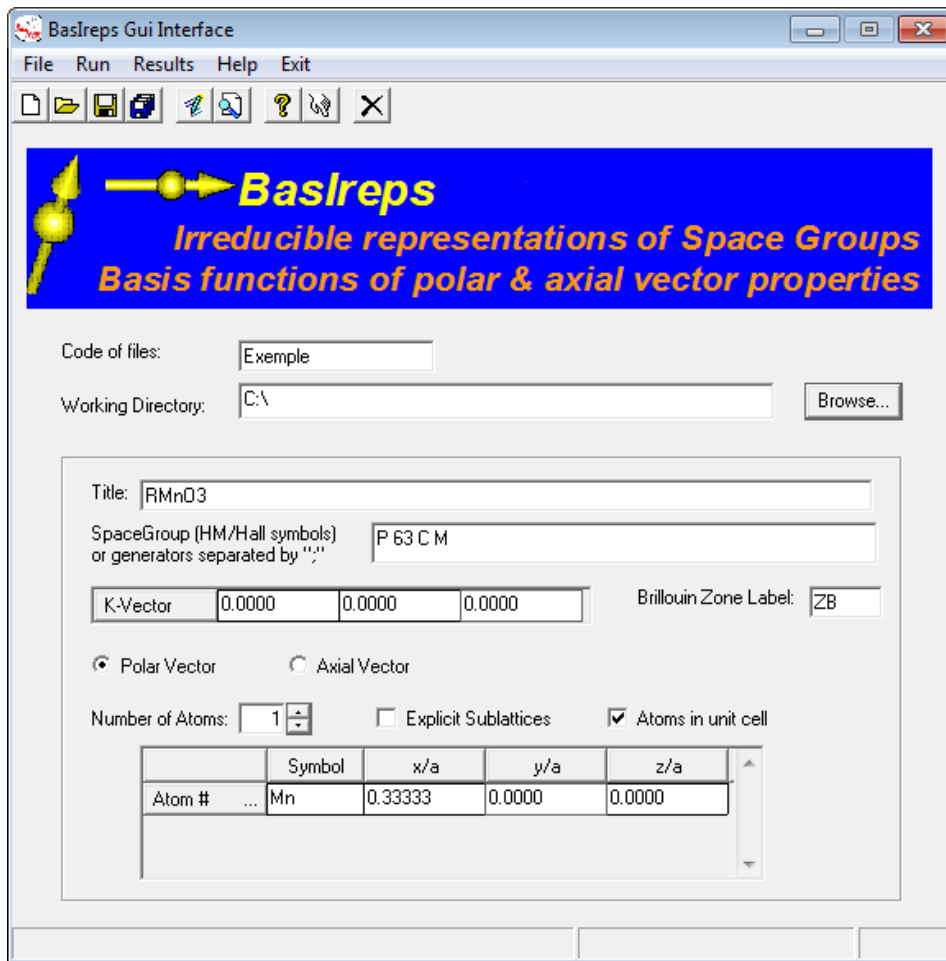 BasIreps Gui Interface
File Run Results Help Exit
BasIreps
Irreducible representations of Space Groups
Basis functions of polar & axial vector properties
Code of files: Exemple
Working Directory: C:\ Browse...
Title: RMnO3
SpaceGroup (HM/Hall symbols)
or generators separated by ";" P 63 C M
K-Vector 0.0000 0.0000 0.0000 Brillouin Zone Label: ZB
Polar Vector Axial Vector
Number of Atoms: 1 Explicit Sublattices Atoms in unit cell
Symbol x/a y/a z/a
Atom # ... Mn 0.33333 0.0000 0.0000